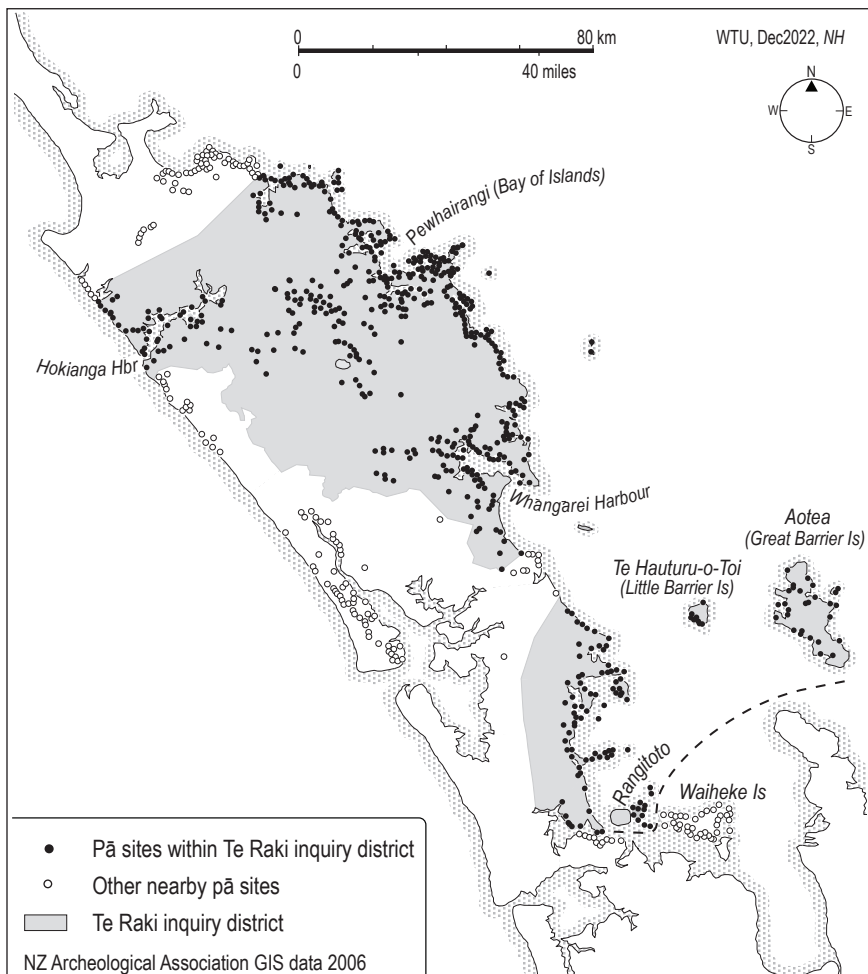 0 80 km
0 40 miles
WTU, Dec2022, NH
N
W E
S
Pewhairangi (Bay of Islands)
Hokianga Hbr
Whangarei Harbour
Aotea
(Great Barrier Is)
Te Hauturu-o-Toi
(Little Barrier Is)
Rangitoto
Waiheke Is
Pā sites within Te Raki inquiry district
Other nearby pā sites
Te Raki inquiry district
NZ Archeological Association GIS data 2006